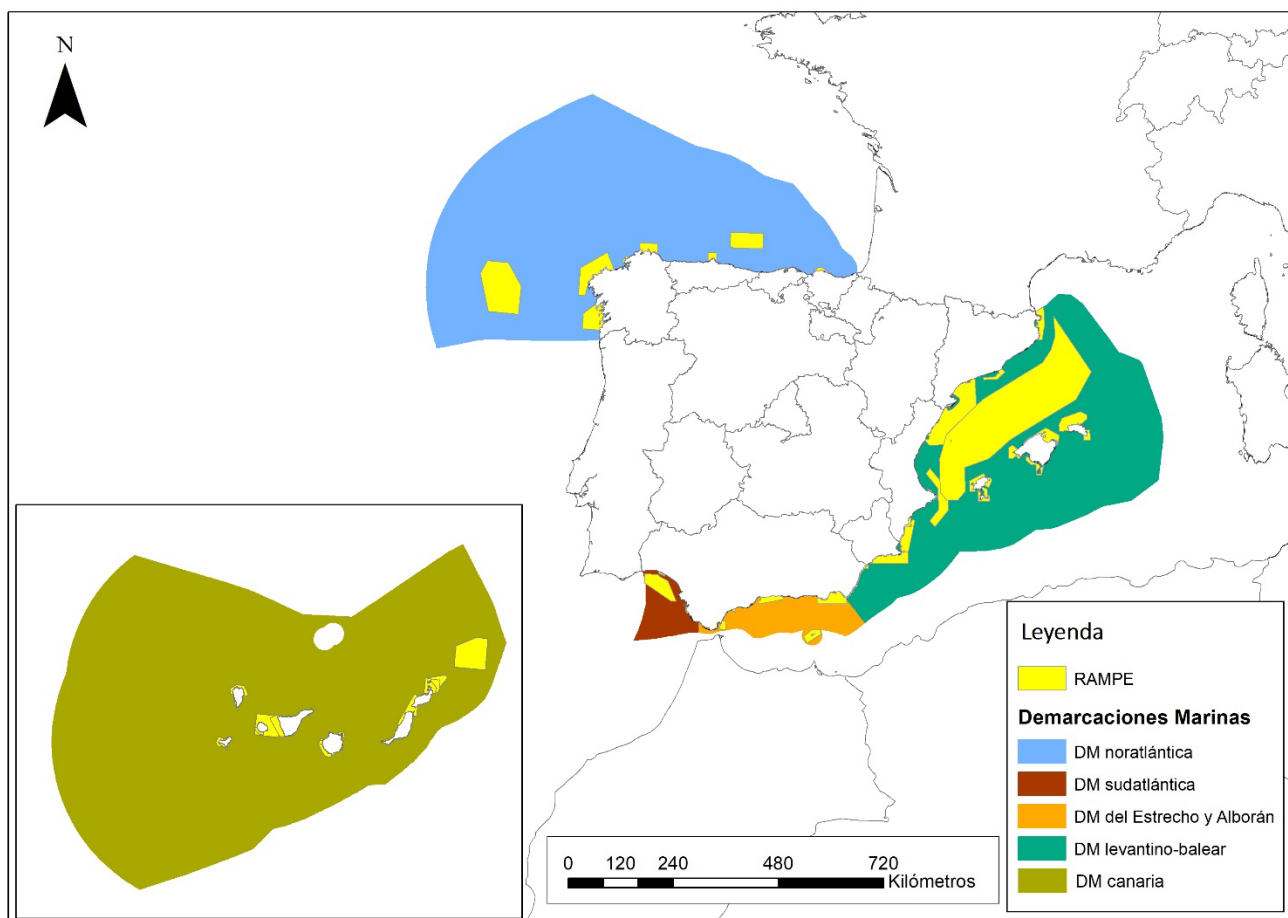 N
Leyenda
RAMPE
Demarcaciones Marinas
DM noratlántica
DM sudatlántica
DM del Estrecho y Alborán
DM levantino-balear
DM canaria
0 120 240 480 720
Kilómetros